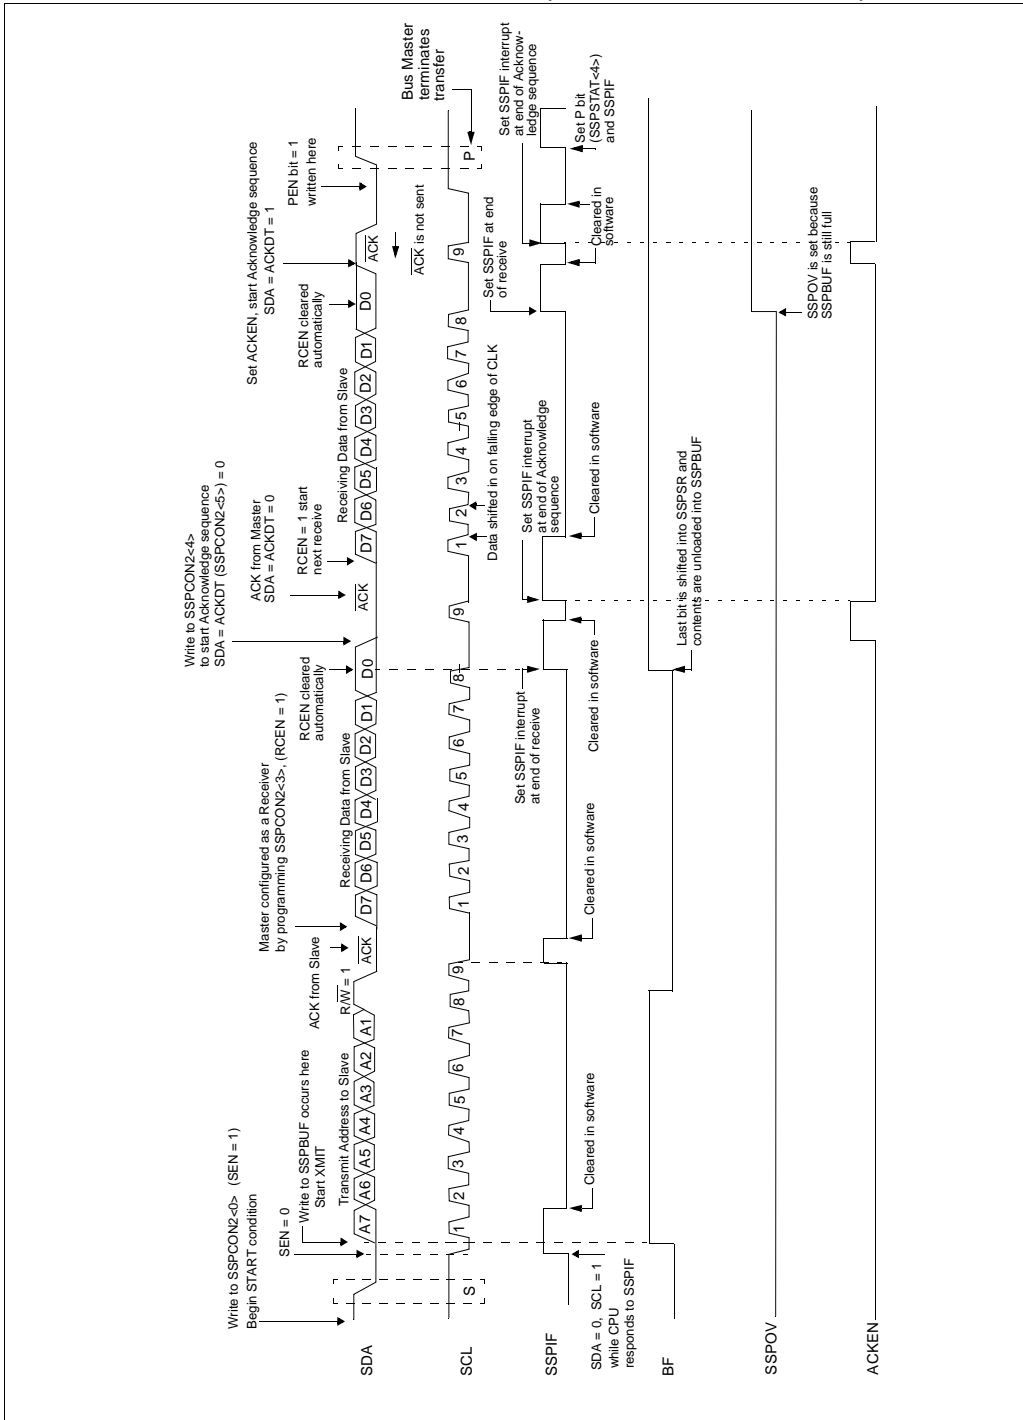 Write to SSPCON2<0> (SEN = 1)
Begin START condition
SEN = 0
Write to SSPBUF occurs here
Start XMIT
Transmit Address to Slave
ACK from Slave
R/W = 1
Master configured as a Receiver
by programming SSPCON2<3>, (RCEN = 1)
Receiving Data from Slave
RCEN cleared
automatically
Write to SSPCON2<4>
to start Acknowledge sequence
SDA = ACKDT (SSPCON2<5>) = 0
ACK from Master
SDA = ACKDT = 0
RCEN = 1 start
next receive
Receiving Data from Slave
RCEN cleared
automatically
Set ACKEN, start Acknowledge sequence
SDA = ACKDT = 1
PEN bit = 1
written here
SDA
A7 A6 A5 A4 A3 A2 A1
ACK
D7 D6 D5 D4 D3 D2 D1 D0
ACK
D7 D6 D5 D4 D3 D2 D1 D0
ACK
ACK is not sent
Bus Master
terminates
transfer
SCL
S
1 2 3 4 5 6 7 8 9
1 2 3 4 5 6 7 8 9
1 2 3 4 5 6 7 8 9
P
Data shifted in on falling edge of CLK
Set SSPIF interrupt
at end of receive
Set SSPIF interrupt
at end of Acknowledge
sequence
Set SSPIF at end
of receive
Set SSPIF interrupt
at end of Acknow-
ledge sequence
SSPIF
SDA = 0, SCL = 1
while CPU
responds to SSPIF
Cleared in software
Cleared in software
Cleared in software
Cleared in software
Cleared in
software
Set P bit
(SSPSTAT<4>)
and SSPIF
BF
Last bit is shifted into SSPSR and
contents are unloaded into SSPBUF
SSPOV
SSPOV is set because
SSPBUF is still full
ACKEN